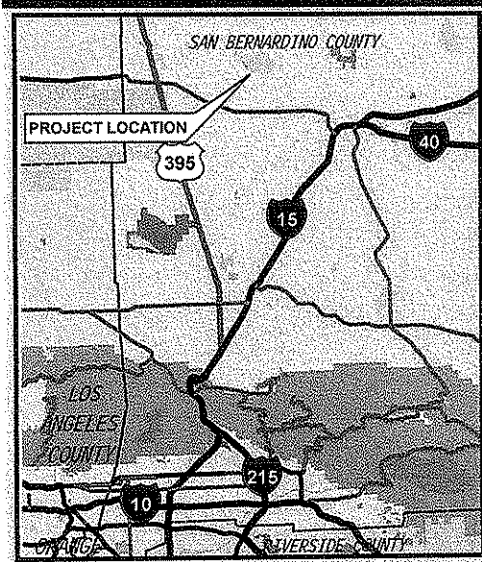 SAN BERNARDINO COUNTY
PROJECT LOCATION
395
40
15
LOS
ANGELES
COUNTY
215
10
ORANGE
RIVERSIDE COUNTY